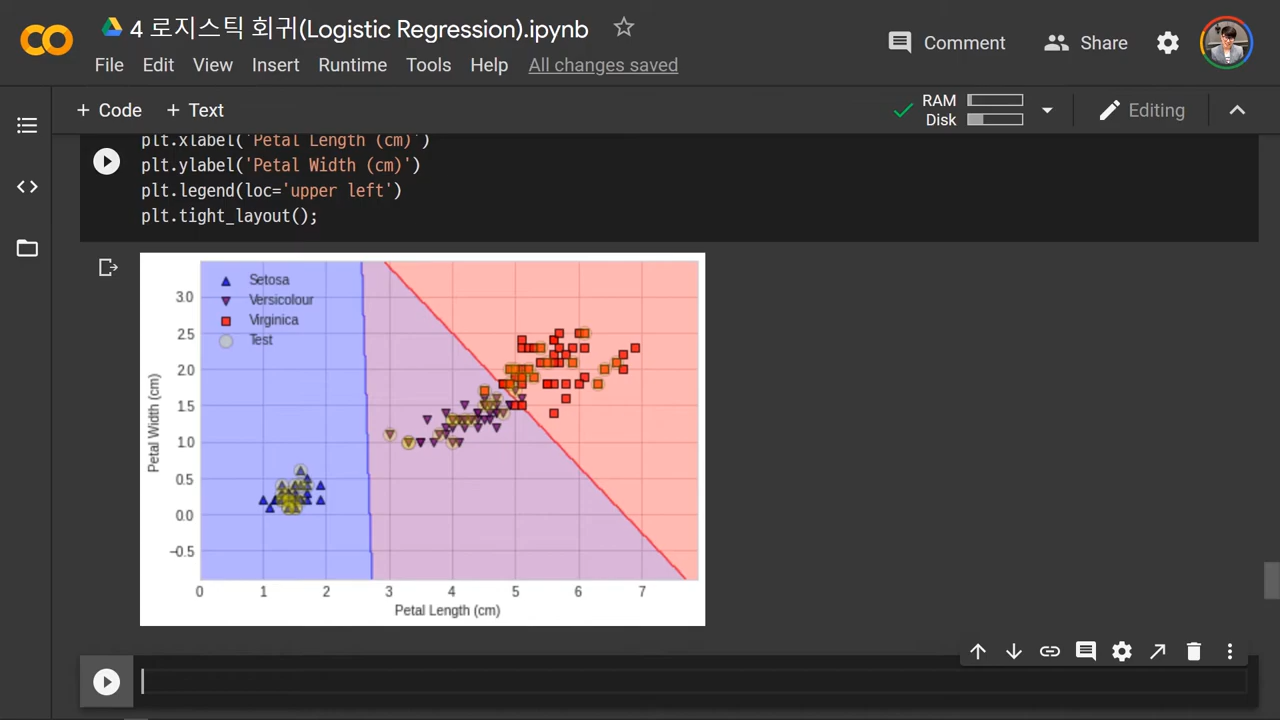 4 로지스틱 회귀(Logistic Regression).ipynb
Comment
Share
File Edit View Insert Runtime Tools Help All changes saved
+ Code + Text
RAM
Disk
Editing
plt.xlabel('Petal Length (cm)')
plt.ylabel('Petal Width (cm)')
plt.legend(loc='upper left')
plt.tight_layout();
Setosa
Versicolour
Virginica
Test
3.0
2.5
2.0
1.5
1.0
0.5
0.0
−0.5
Petal Width (cm)
0 1 2 3 4 5 6 7
Petal Length (cm)